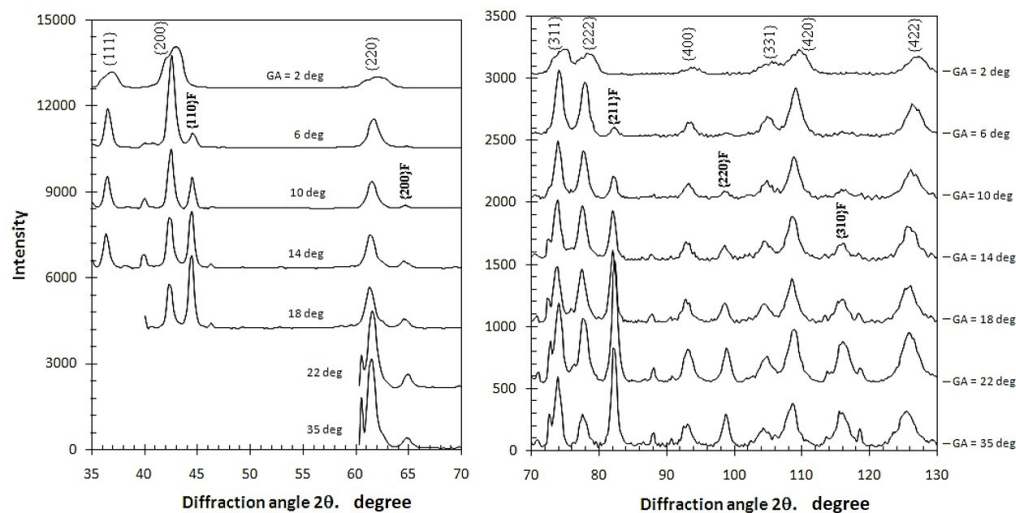 15000
12000
9000
6000
3000
0
Intensity
{111}
{200}
{220}
GA = 2 deg
{110}F
6 deg
{200}F
10 deg
14 deg
18 deg
22 deg
35 deg
35 40 45 50 55 60 65 70
Diffraction angle 2θ. degree
3500
3000
2500
2000
1500
1000
500
0
{311}
{222}
{400}
{331}
{420}
{422}
{211}F
{220}F
{310}F
GA = 2 deg
GA = 6 deg
GA = 10 deg
GA = 14 deg
GA = 18 deg
GA = 22 deg
GA = 35 deg
70 80 90 100 110 120 130
Diffraction angle 2θ. degree